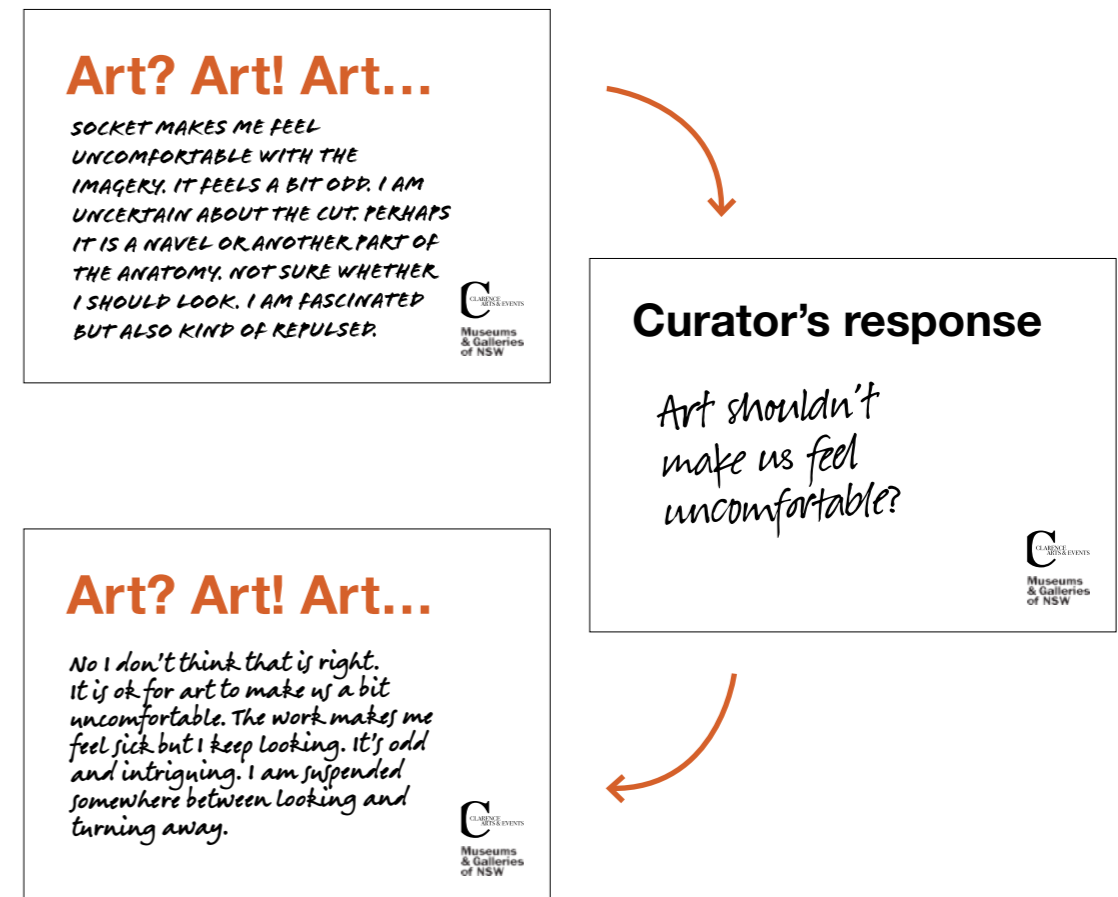 Art? Art! Art…
SOCKET MAKES ME FEEL
UNCOMFORTABLE WITH THE
IMAGERY. IT FEELS A BIT ODD. I AM
UNCERTAIN ABOUT THE CUT. PERHAPS
IT IS A NAVEL OR ANOTHER PART OF
THE ANATOMY. NOT SURE WHETHER
I SHOULD LOOK. I AM FASCINATED
BUT ALSO KIND OF REPULSED.
CLARENCE
ARTS & EVENTS
Museums
& Galleries
of NSW
Curator’s response
Art shouldn't
make us feel
uncomfortable?
CLARENCE
ARTS & EVENTS
Museums
& Galleries
of NSW
Art? Art! Art…
No I don't think that is right.
It is ok for art to make us a bit
uncomfortable. The work makes me
feel sick but I keep looking. It's odd
and intriguing. I am suspended
somewhere between looking and
turning away.
CLARENCE
ARTS & EVENTS
Museums
& Galleries
of NSW